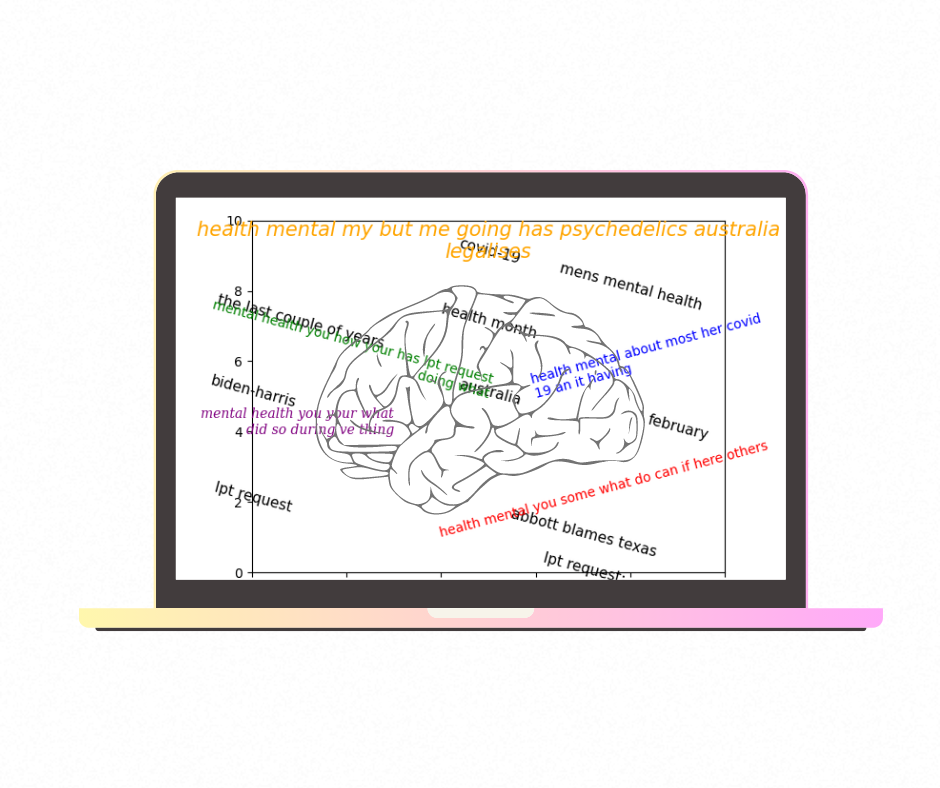 10
health mental my but me going has psychedelics australia
legalises
covid-19
mens mental health
8
the last couple of years
mental health you how your has lpt request
doing what
health month
health mental about most her covid
19 an it having
6
biden-harris
australia
mental health you your what
did so during ve thing
february
4
health mental you some what do can if here others
lpt request
2
abbott blames texas
lpt request:
0